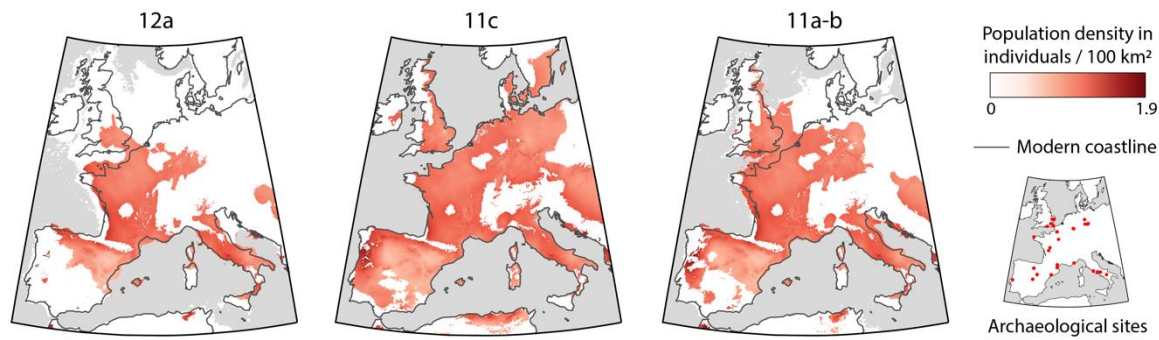 12a
11c
11a-b
Population density in
individuals / 100 km²
0
1.9
Modern coastline
Archaeological sites